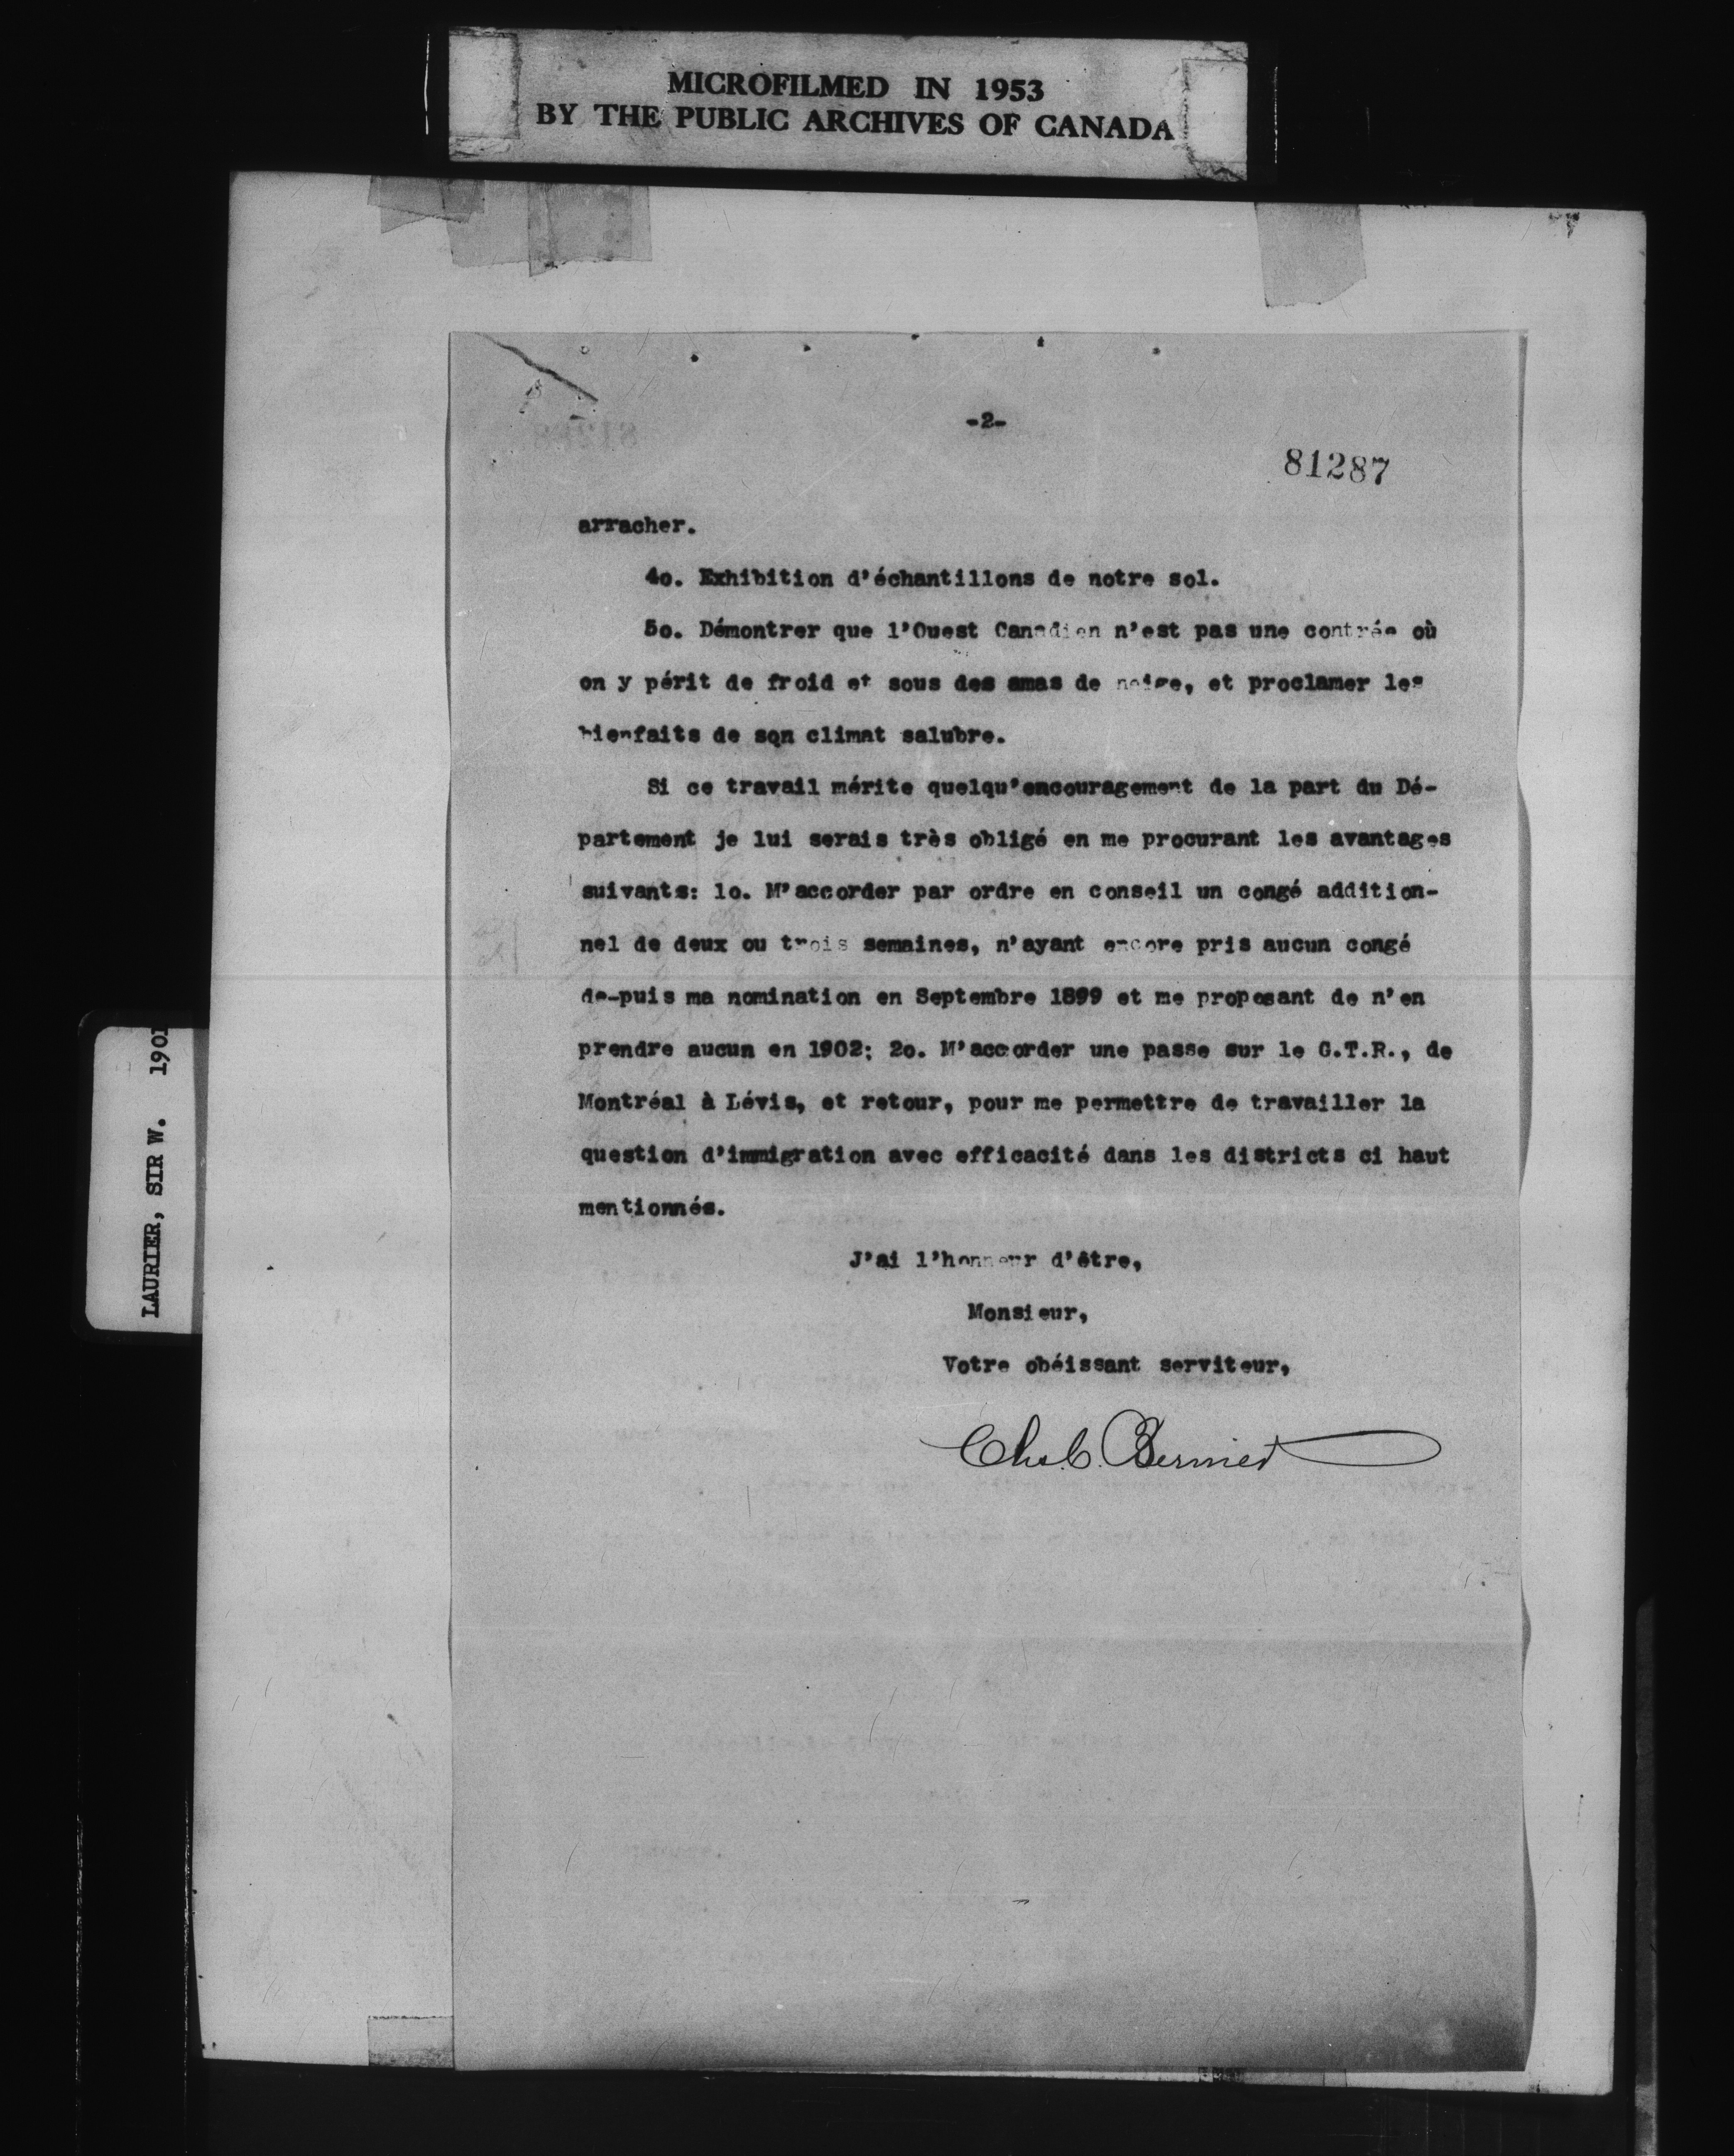 MICROFILMED IN 1953
BY THE PUBLIC ARCHIVES OF CANADA
-2-
81287
arracher.
4o. Exhibition d'échantillons de notre sol.
5o. Démontrer que l'Ouest Canadien n'est pas une contrée où
on y périt de froid et sous des amas de neige, et proclamer les
bienfaits de son climat salubre.
Si ce travail mérite quelqu'encouragement de la part du Dé-
partement je lui serais très obligé en me procurant les avantages
suivants: 1o. M'accorder par ordre en conseil un congé addition-
nel de deux ou trois semaines, n'ayant encore pris aucun congé
de-puis ma nomination en Septembre 1899 et me proposant de n'en
prendre aucun en 1902; 2o. M'accorder une passe sur le G.T.R., de
Montréal à Lévis, et retour, pour me permettre de travailler la
question d'immigration avec efficacité dans les districts ci haut
mentionnés.
J'ai l'honneur d'être,
Monsieur,
Votre obéissant serviteur,
Chs. C. Bernier
LAURIER, SIR W. 1901